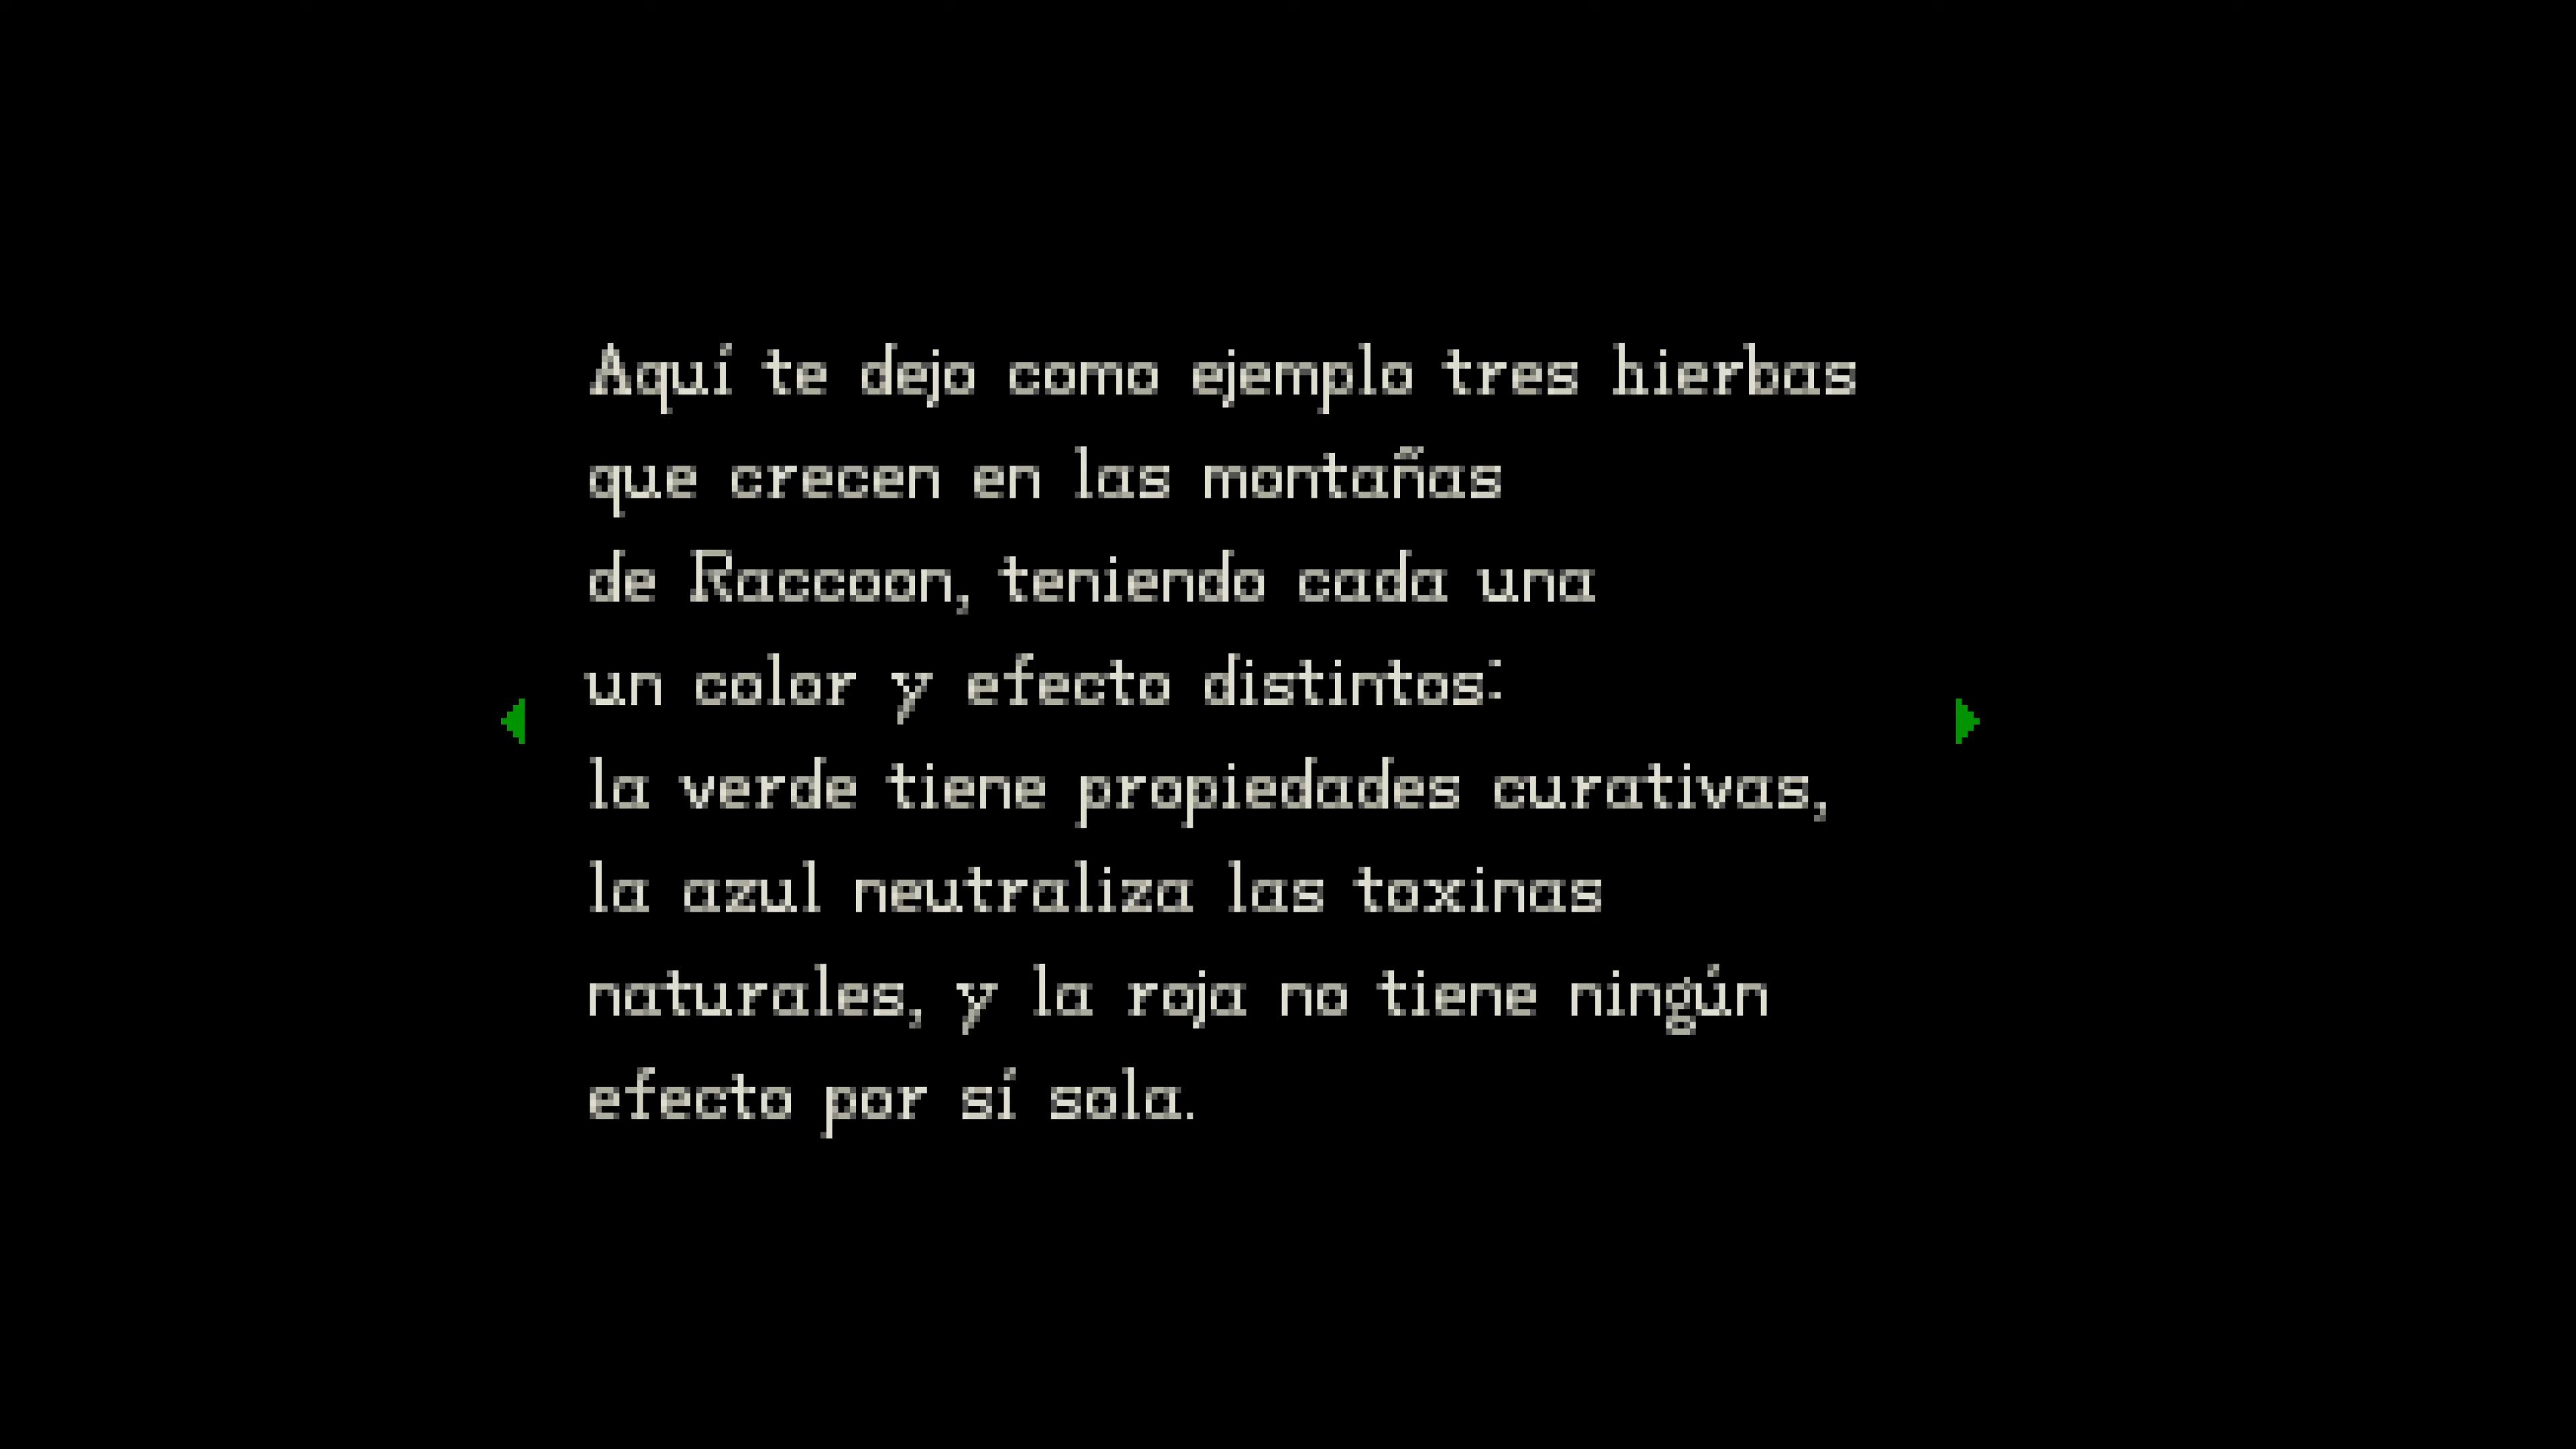 Aquí te dejo como ejemplo tres hierbas
que crecen en las montañas
de Raccoon, teniendo cada una
un color y efecto distintos:
la verde tiene propiedades curativas,
la azul neutraliza las toxinas
naturales, y la roja no tiene ningún
efecto por sí sola.